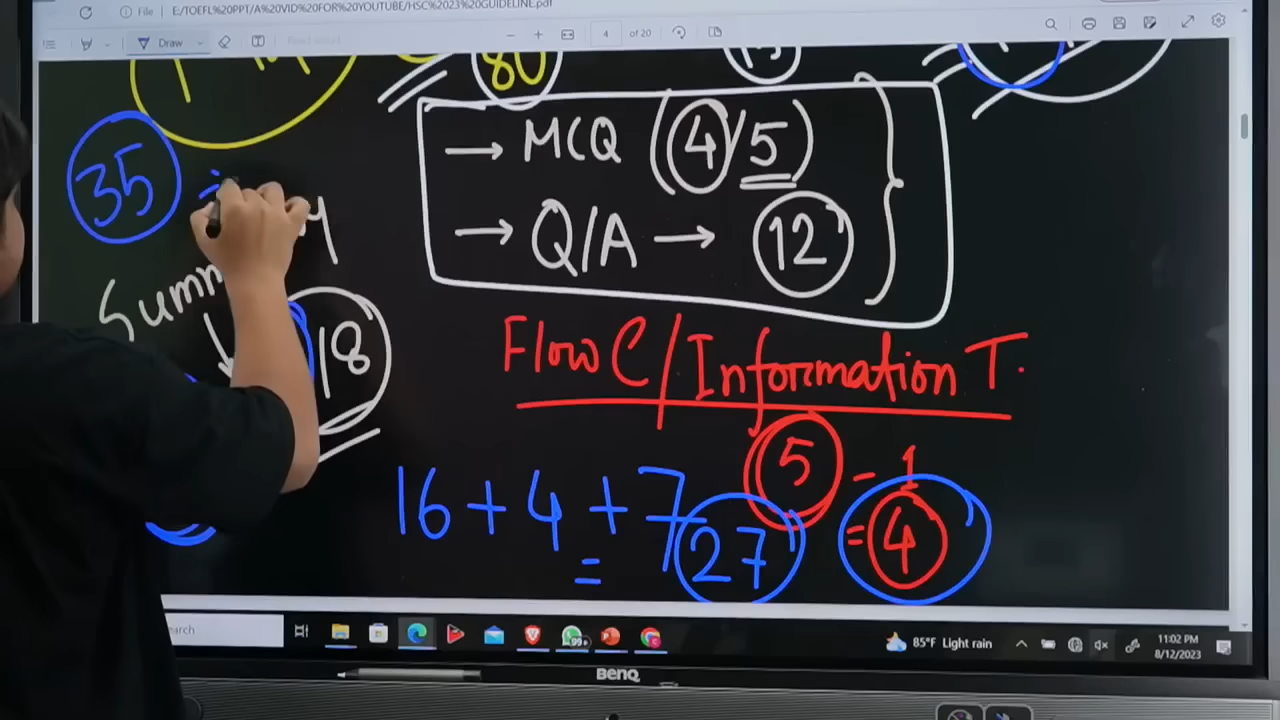 File | E:/TOEFL%20PPT/A%20VID%20FOR%20YOUTUBE/HSC%2023%20GUIDELINE.pdf
Draw
4 of 20
80
35 ÷
→ MCQ (4/5)
→ Q/A → 12
18
Flow C/Information T.
5 - 1
= 4
16 + 4 + 7
= 27
85°F Light rain
11:02 PM
8/12/2023
BenQ